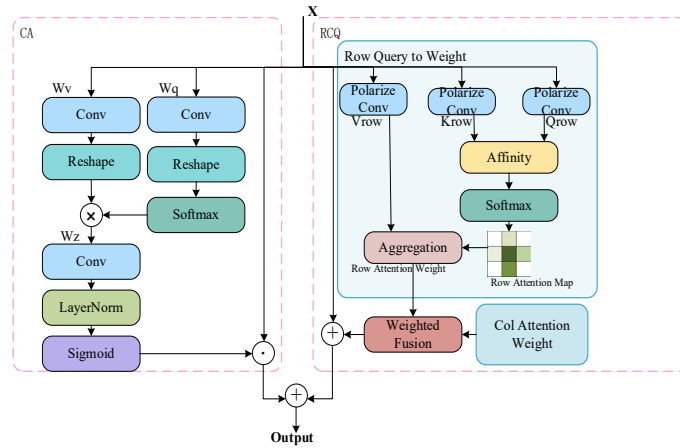 X
CA
RCQ
Row Query to Weight
Wv
Wq
Conv
Conv
Polarize
Conv
Vrow
Polarize
Conv
Krow
Polarize
Conv
Qrow
Reshape
Reshape
Affinity
Softmax
Softmax
×
Wz
Conv
Aggregation
Row Attention Weight
Row Attention Map
LayerNorm
Sigmoid
Weighted
Fusion
Col Attention
Weight
+
·
+
Output